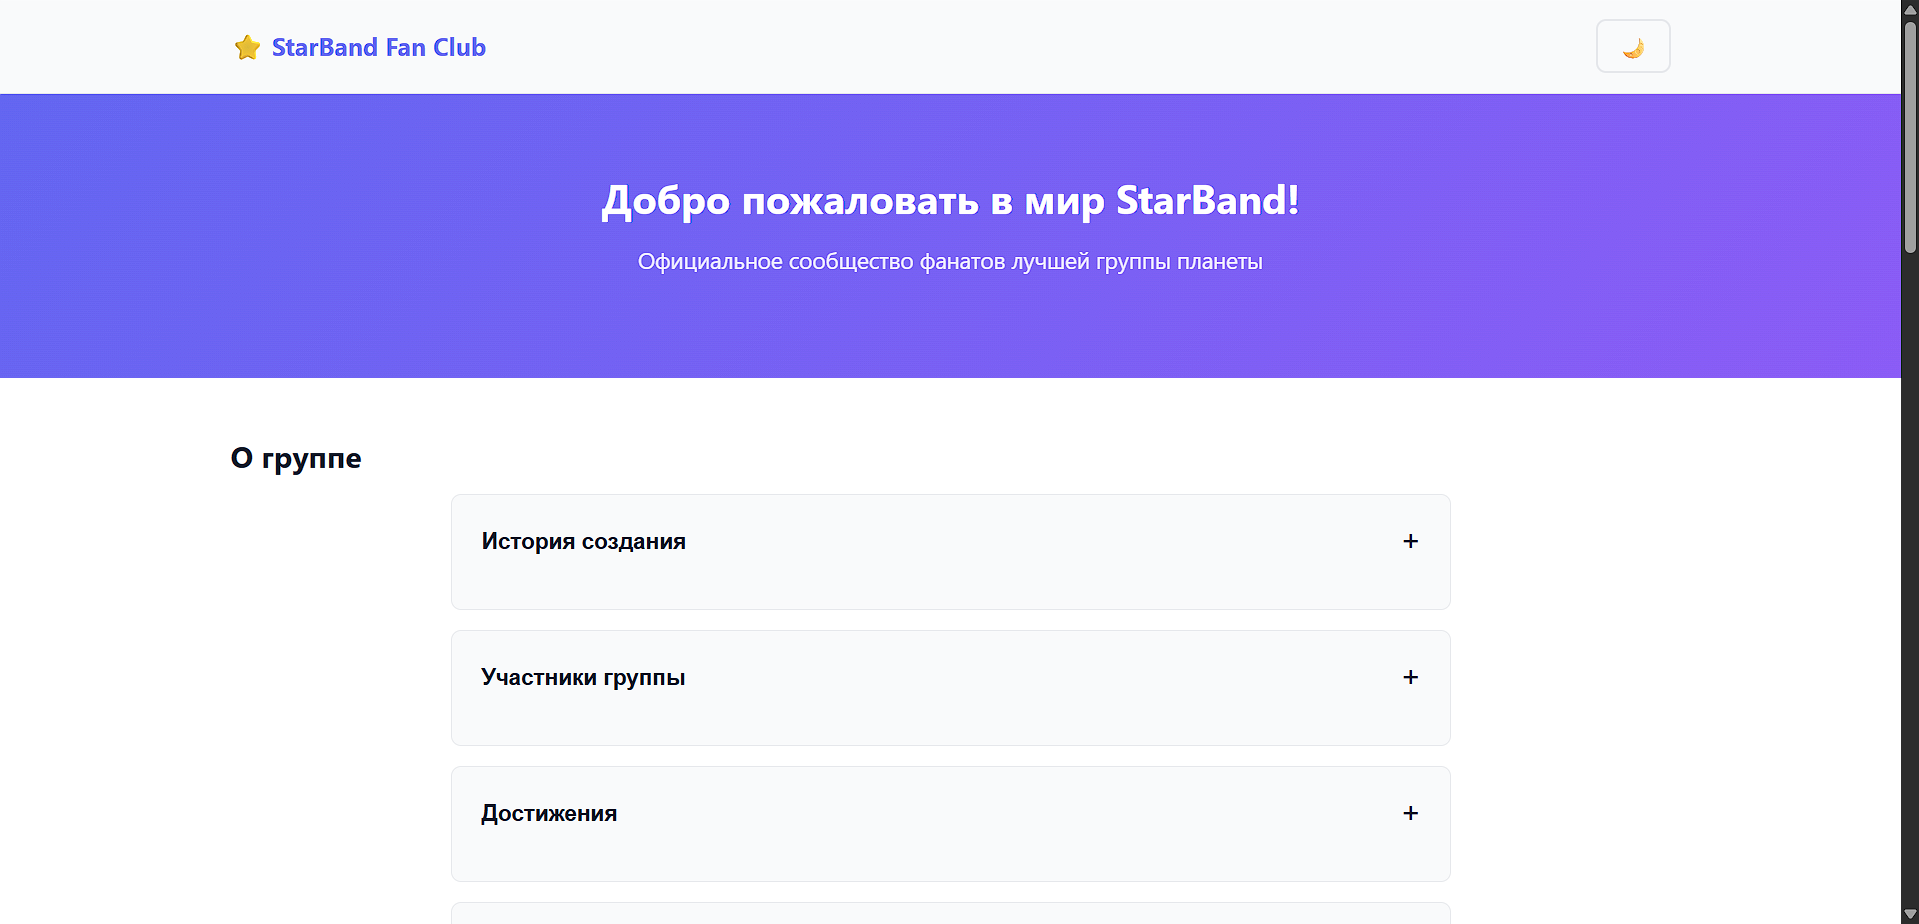 StarBand Fan Club
Добро пожаловать в мир StarBand!
Официальное сообщество фанатов лучшей группы планеты
О группе
История создания +
Участники группы +
Достижения +